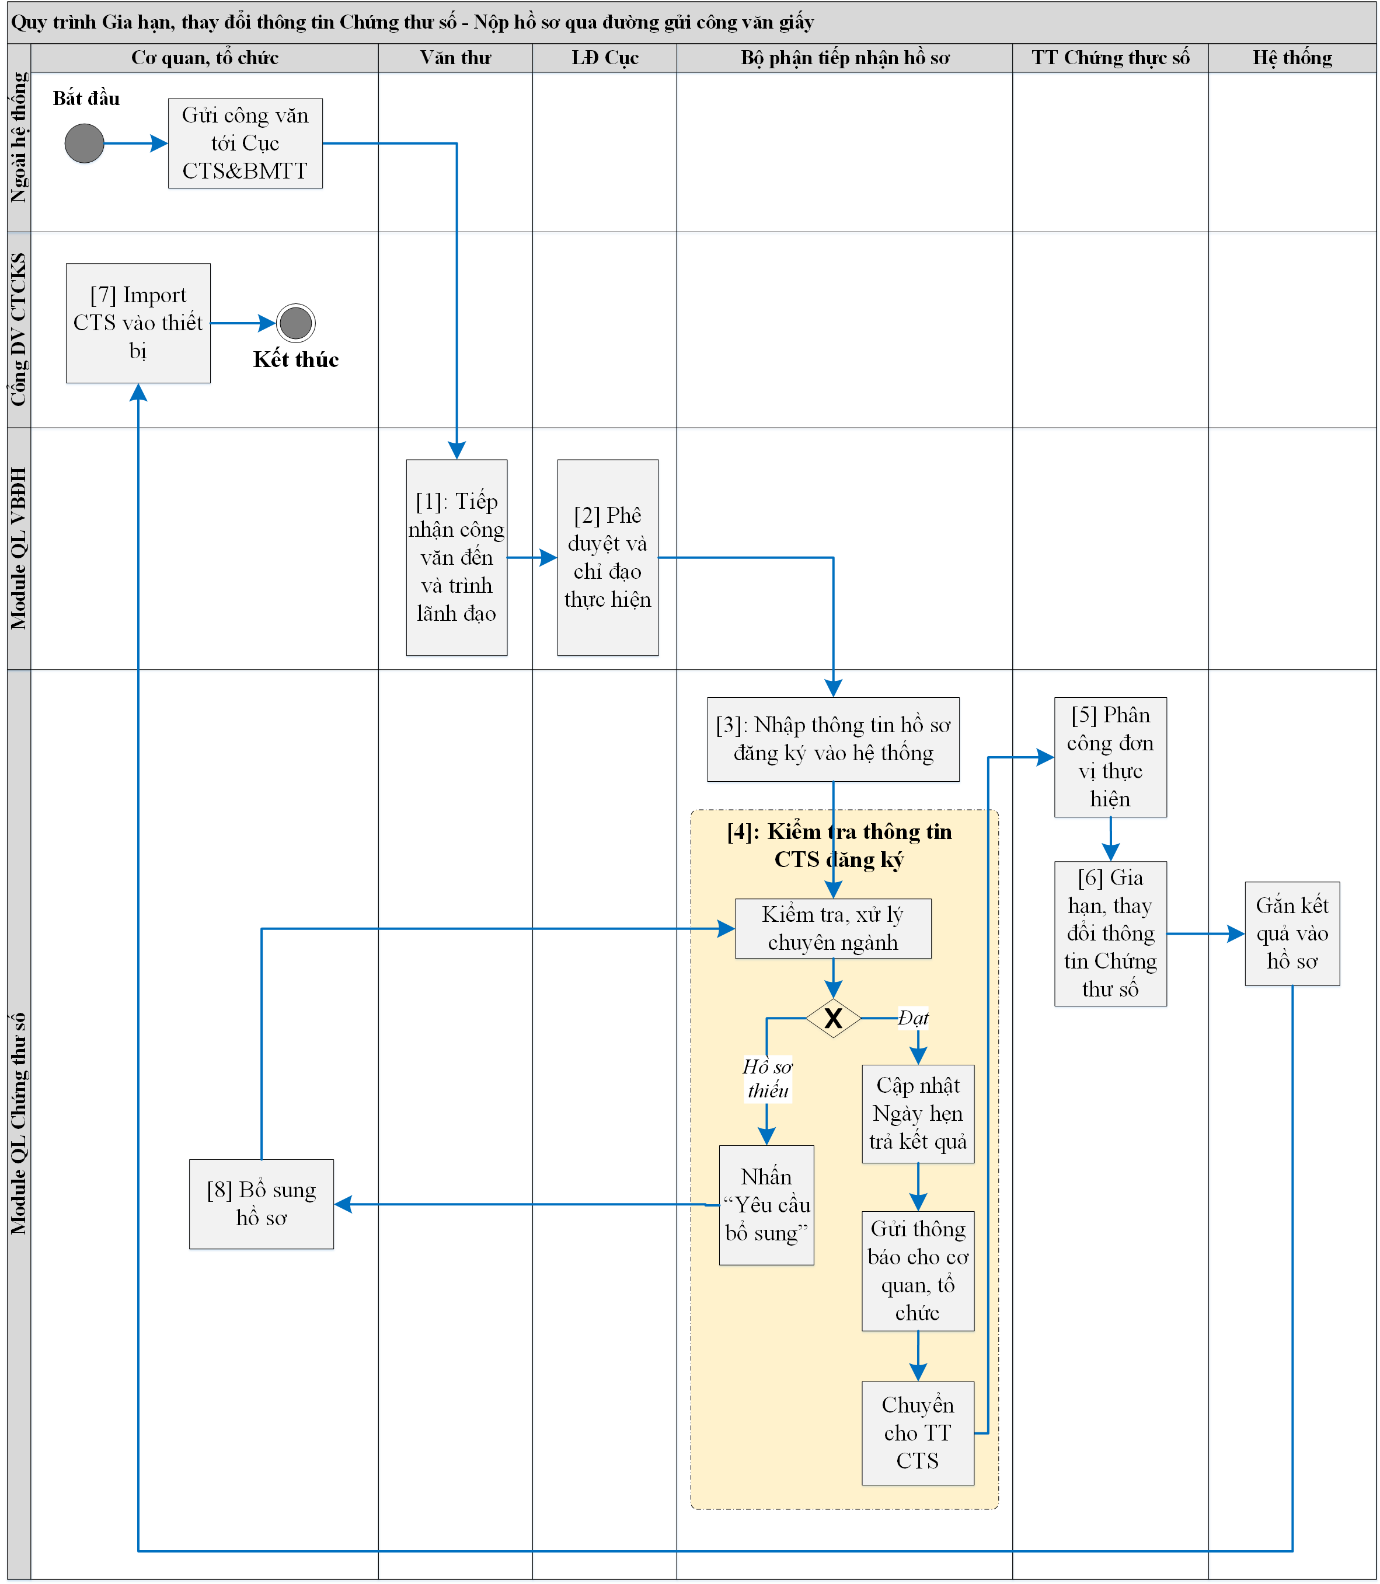 Quy trình Gia hạn, thay đổi thông tin Chứng thư số - Nộp hồ sơ qua đường gửi công văn giấy
Cơ quan, tổ chức
Văn thư
LĐ Cục
Bộ phận tiếp nhận hồ sơ
TT Chứng thực số
Hệ thống
Ngoài hệ thống
Bắt đầu
Gửi công văn
tới Cục
CTS&BMTT
Cổng DV CTCKS
[7] Import
CTS vào thiết
bị
Kết thúc
Module QL VBĐH
[1]: Tiếp
nhận công
văn đến
và trình
lãnh đạo
[2] Phê
duyệt và
chỉ đạo
thực hiện
Module QL Chứng thư số
[3]: Nhập thông tin hồ sơ
đăng ký vào hệ thống
[4]: Kiểm tra thông tin
CTS đăng ký
Kiểm tra, xử lý
chuyên ngành
X
Đạt
Hồ sơ
thiếu
Cập nhật
Ngày hẹn
trả kết quả
Nhấn
“Yêu cầu
bổ sung”
[8] Bổ sung
hồ sơ
Gửi thông
báo cho cơ
quan, tổ
chức
Chuyển
cho TT
CTS
[5] Phân
công đơn
vị thực
hiện
[6] Gia
hạn, thay
đổi thông
tin Chứng
thư số
Gắn kết
quả vào
hồ sơ